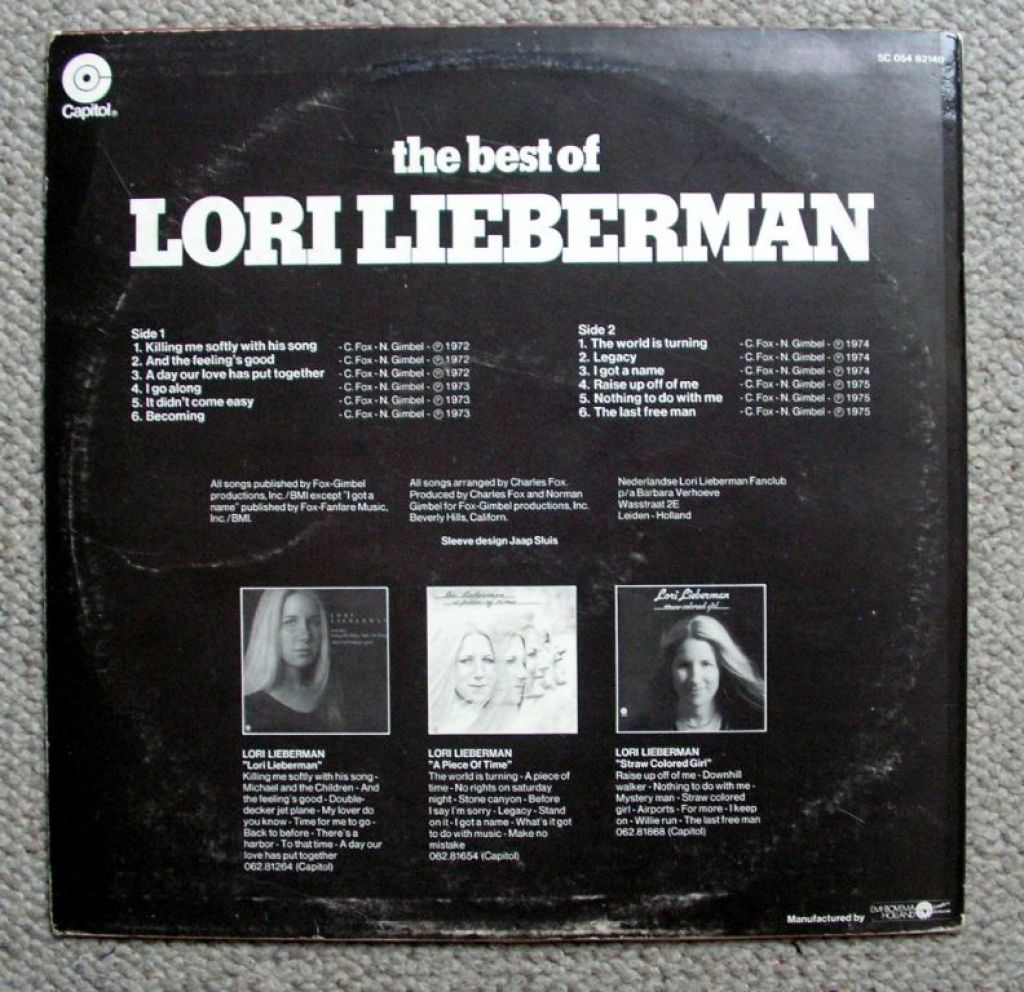 Capitol®
5C 054 82140
the best of
LORI LIEBERMAN
Side 1
1. Killing me softly with his song - C. Fox - N. Gimbel - ℗ 1972
2. And the feeling's good - C. Fox - N. Gimbel - ℗ 1972
3. A day our love has put together - C. Fox - N. Gimbel - ℗ 1972
4. I go along - C. Fox - N. Gimbel - ℗ 1973
5. It didn't come easy - C. Fox - N. Gimbel - ℗ 1973
6. Becoming - C. Fox - N. Gimbel - ℗ 1973
Side 2
1. The world is turning - C. Fox - N. Gimbel - ℗ 1974
2. Legacy - C. Fox - N. Gimbel - ℗ 1974
3. I got a name - C. Fox - N. Gimbel - ℗ 1974
4. Raise up off of me - C. Fox - N. Gimbel - ℗ 1975
5. Nothing to do with me - C. Fox - N. Gimbel - ℗ 1975
6. The last free man - C. Fox - N. Gimbel - ℗ 1975
All songs published by Fox-Gimbel
productions, Inc./BMI except "I got a
name" published by Fox-Fanfare Music,
Inc./BMI.
All songs arranged by Charles Fox.
Produced by Charles Fox and Norman
Gimbel for Fox-Gimbel productions, Inc.
Beverly Hills, Californ.
Nederlandse Lori Lieberman Fanclub
p/a Barbara Verhoeve
Wasstraat 2E
Leiden - Holland
Sleeve design Jaap Sluis
LORI
LIEBERMAN
Lori Lieberman
a piece of time
Lori Lieberman
straw colored girl
LORI LIEBERMAN
"Lori Lieberman"
Killing me softly with his song -
Michael and the Children - And
the feeling's good - Double-
decker jet plane - My lover do
you know - Time for me to go -
Back to before - There's a
harbor - To that time - A day our
love has put together
062.81264 (Capitol)
LORI LIEBERMAN
"A Piece Of Time"
The world is turning - A piece of
time - No rights on saturday
night - Stone canyon - Before
I say I'm sorry - Legacy - Stand
on it - I got a name - What's it got
to do with music - Make no
mistake
062.81654 (Capitol)
LORI LIEBERMAN
"Straw Colored Girl"
Raise up off of me - Downhill
walker - Nothing to do with me -
Mystery man - Straw colored
girl - Airports - For more - I keep
on - Willie run - The last free man
062.81868 (Capitol)
Manufactured by
EMI-BOVEMA
HOLLAND